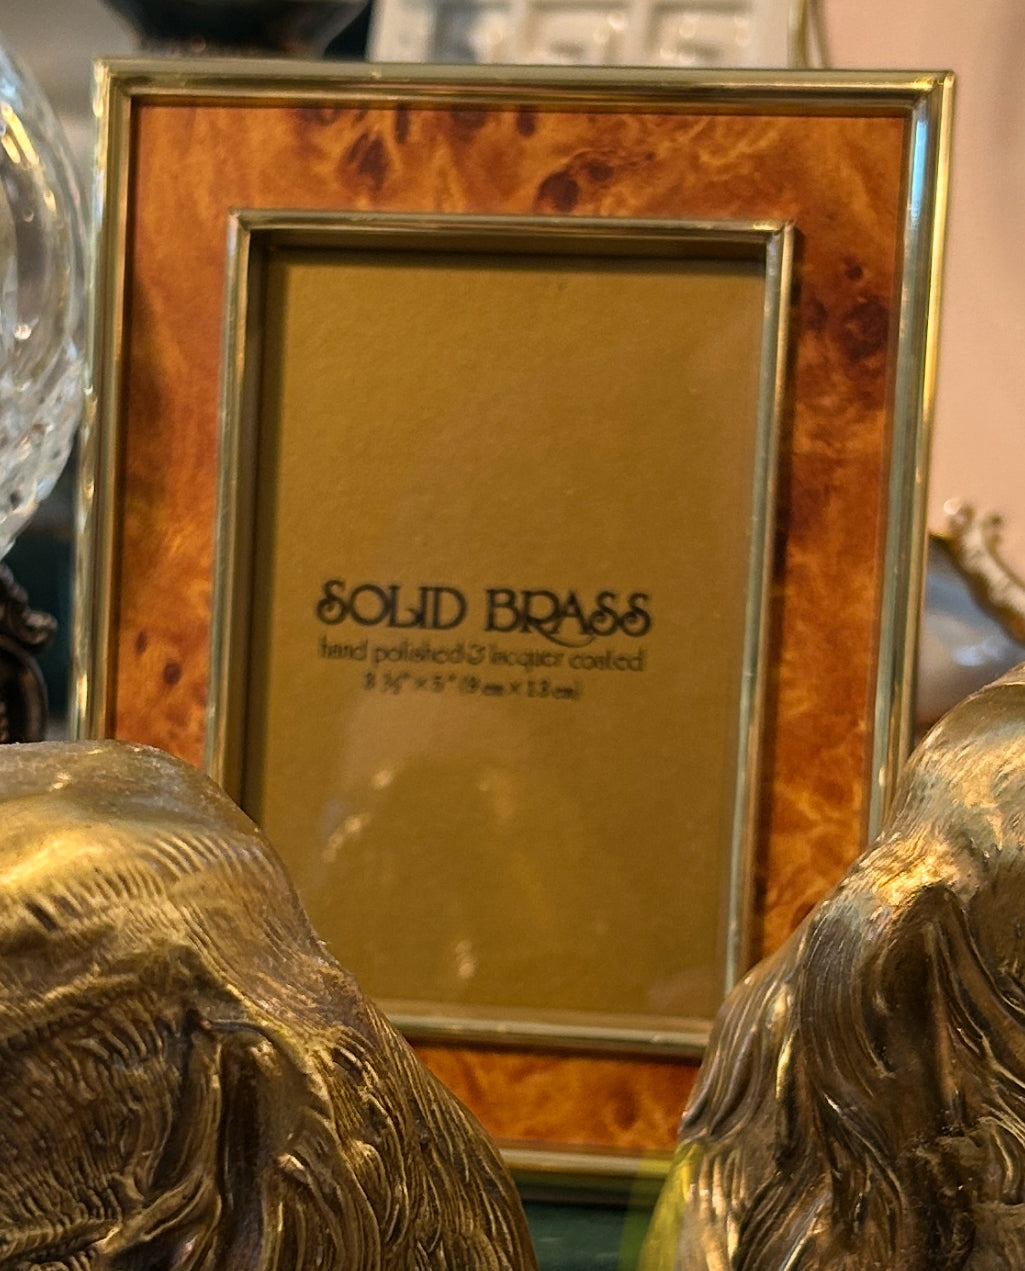 SOLID BRASS
hand polished & lacquer coated
3 ½" × 5" (9 cm × 13 cm)